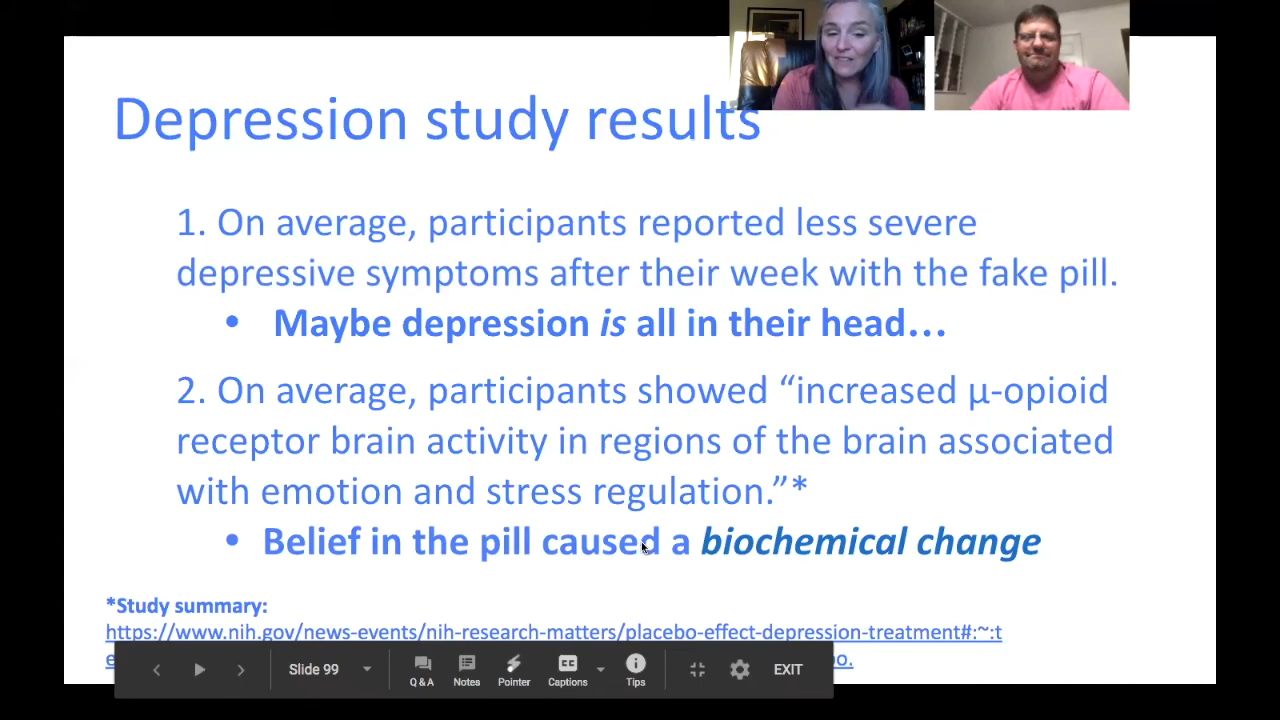 Depression study results
1. On average, participants reported less severe
depressive symptoms after their week with the fake pill.
• Maybe depression is all in their head...
2. On average, participants showed “increased μ-opioid
receptor brain activity in regions of the brain associated
with emotion and stress regulation.”*
• Belief in the pill caused a biochemical change
*Study summary:
https://www.nih.gov/news-events/nih-research-matters/placebo-effect-depression-treatment#:~:t
Slide 99
Q & A
Notes
Pointer
Captions
Tips
EXIT